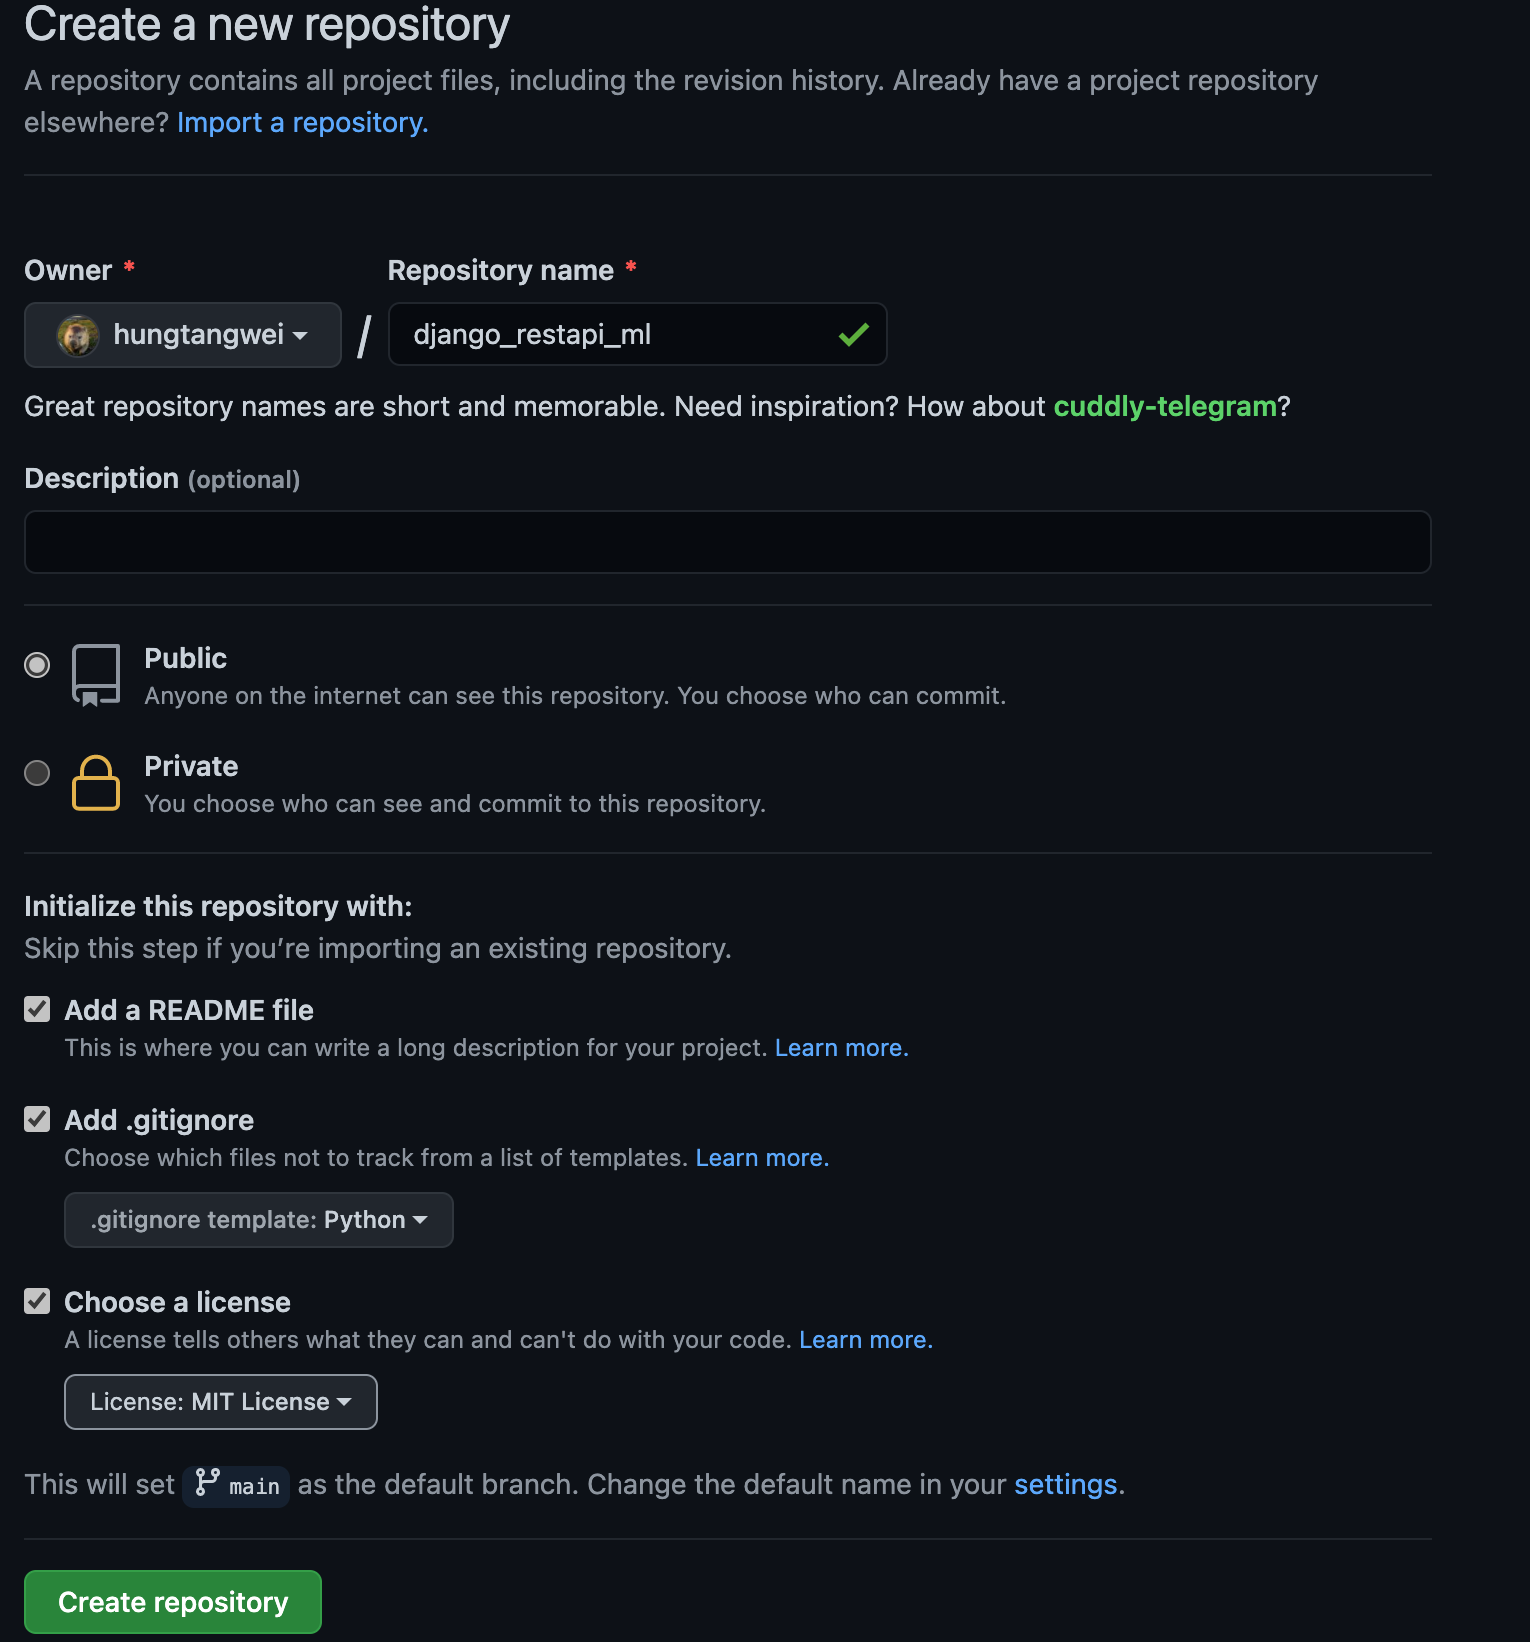 Create a new repository
A repository contains all project files, including the revision history. Already have a project repository
elsewhere? Import a repository.
Owner *
Repository name *
hungtangwei
/
django_restapi_ml
Great repository names are short and memorable. Need inspiration? How about cuddly-telegram?
Description (optional)
Public
Anyone on the internet can see this repository. You choose who can commit.
Private
You choose who can see and commit to this repository.
Initialize this repository with:
Skip this step if you’re importing an existing repository.
Add a README file
This is where you can write a long description for your project. Learn more.
Add .gitignore
Choose which files not to track from a list of templates. Learn more.
.gitignore template: Python
Choose a license
A license tells others what they can and can't do with your code. Learn more.
License: MIT License
This will set main as the default branch. Change the default name in your settings.
Create repository